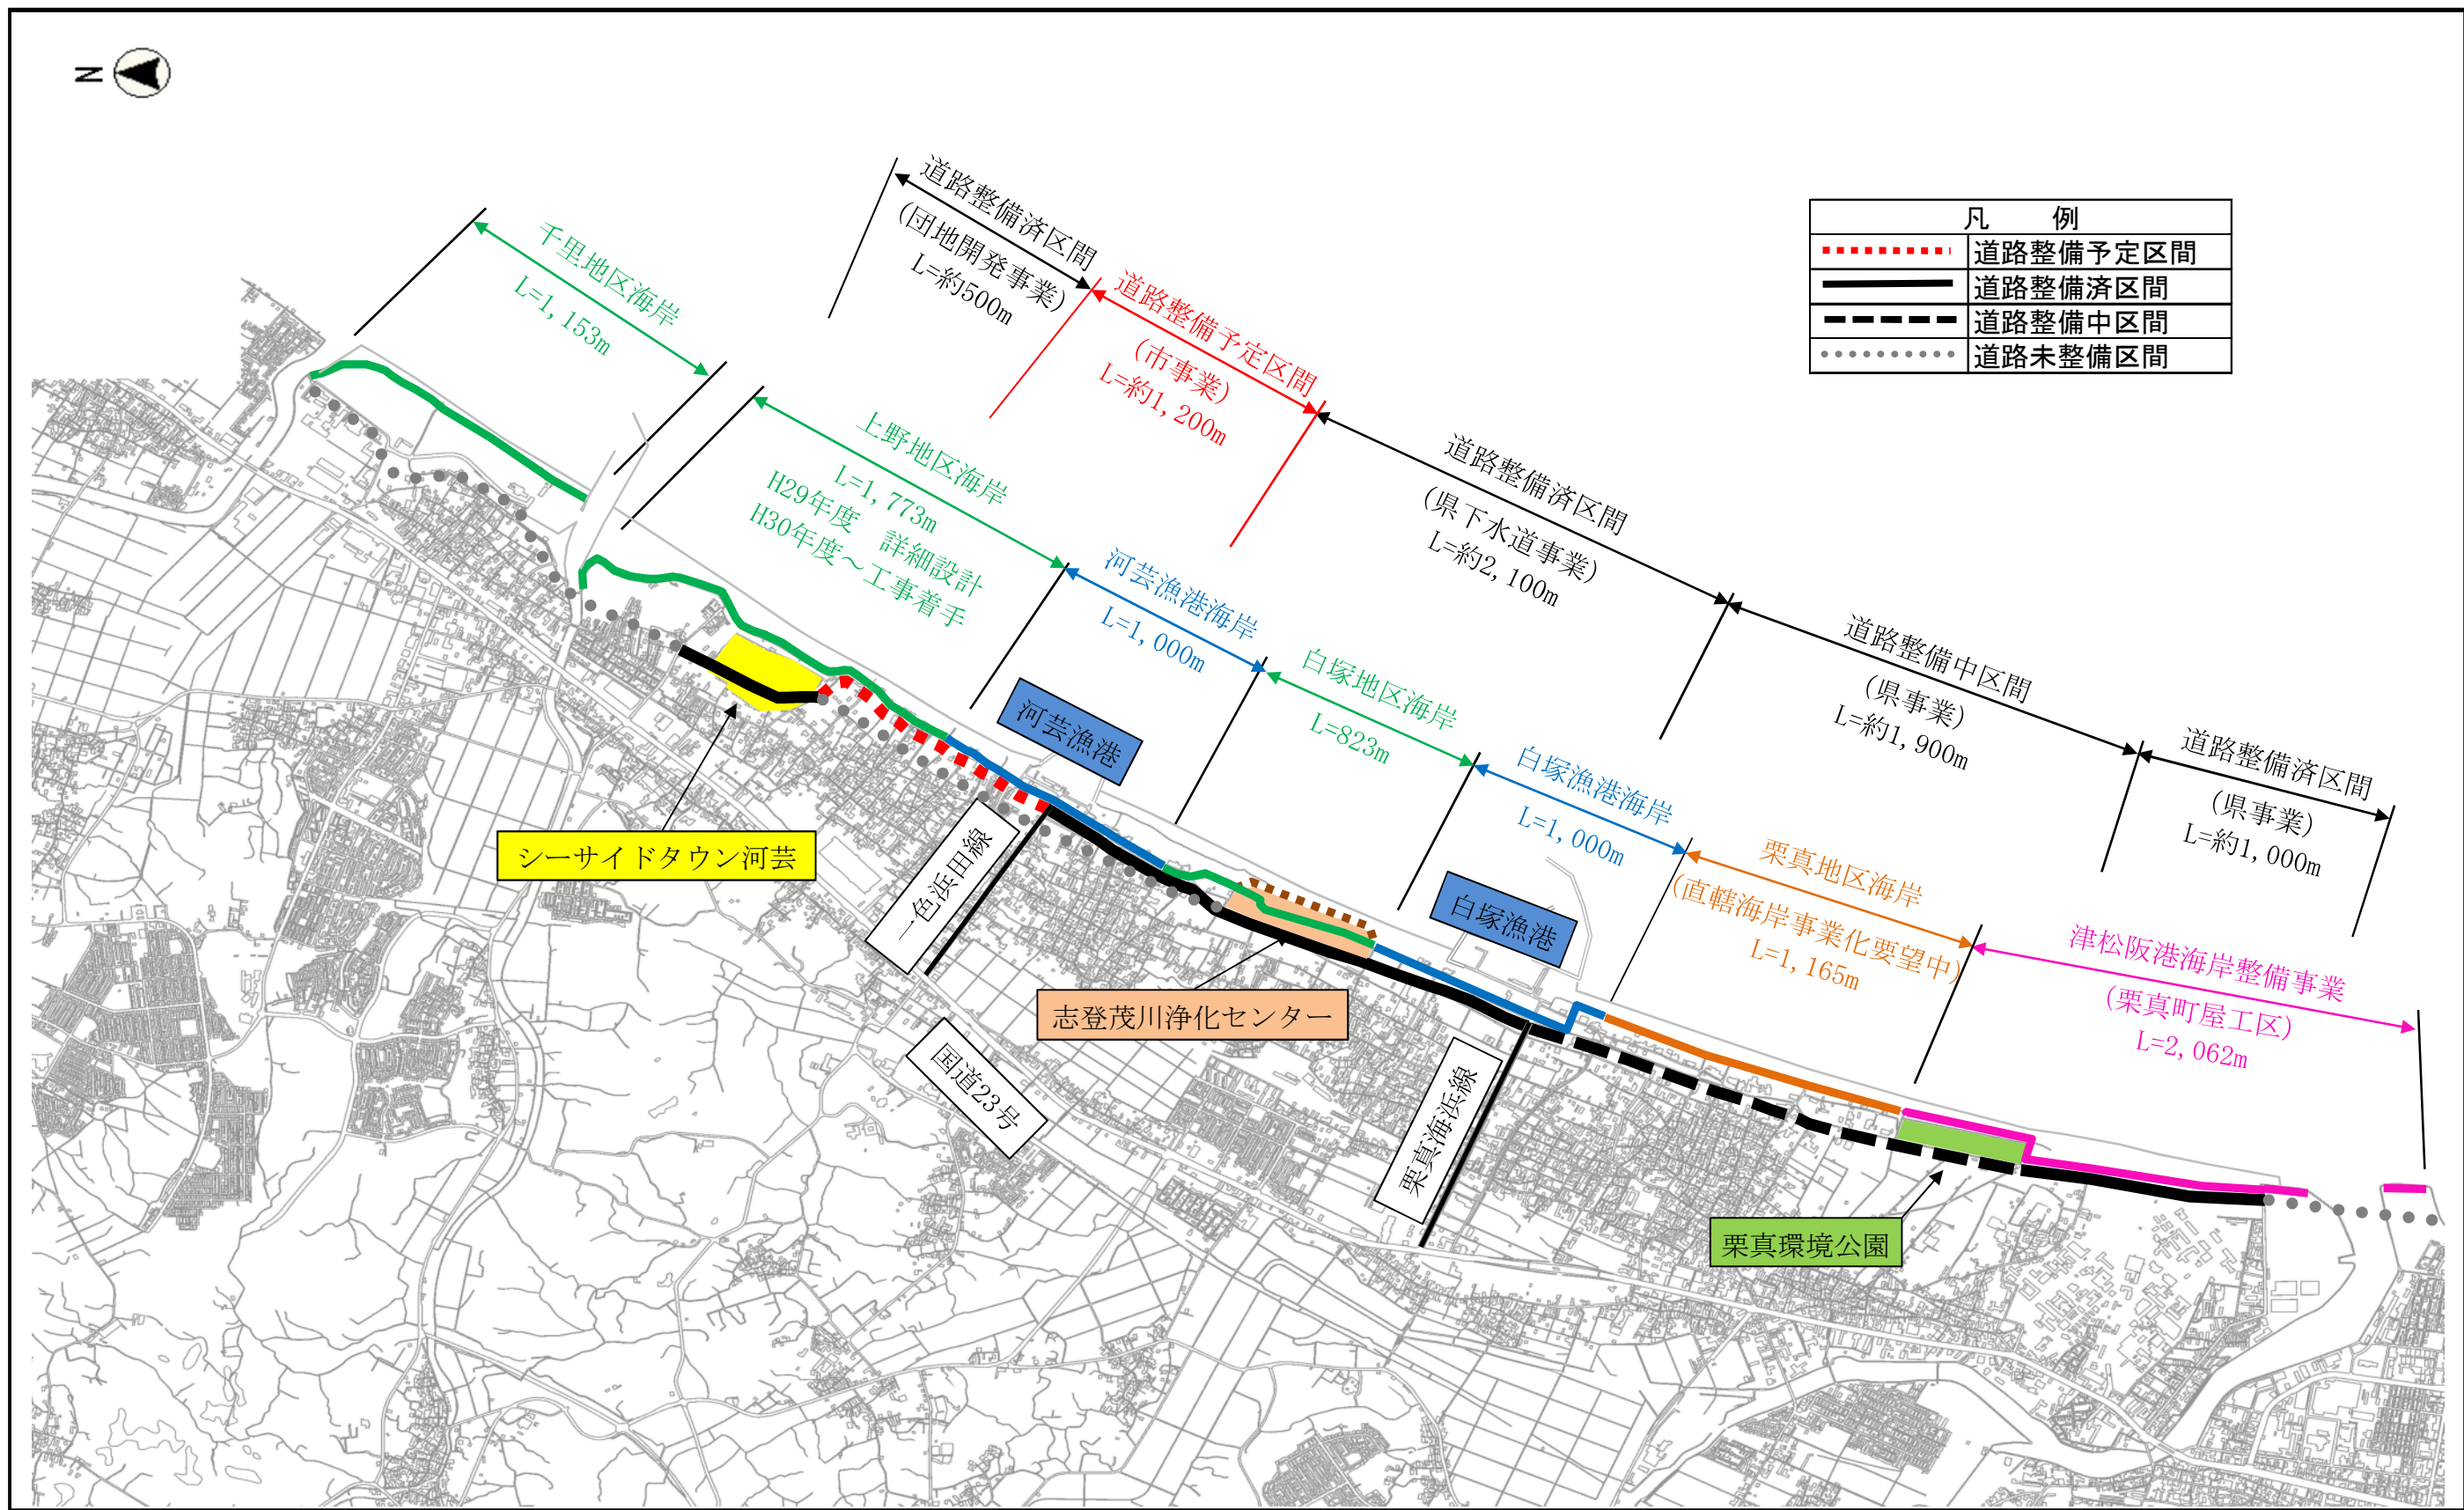 N
凡 例
道路整備予定区間
道路整備済区間
道路整備中区間
道路未整備区間
道路整備済区間
(団地開発事業)
L=約500m
道路整備予定区間
(市事業)
L=約1,200m
道路整備済区間
(県下水道事業)
L=約2,100m
道路整備中区間
(県事業)
L=約1,900m
道路整備済区間
(県事業)
L=約1,000m
千里地区海岸
L=1,153m
上野地区海岸
L=1,773m
H29年度 詳細設計
H30年度～工事着手
河芸漁港海岸
L=1,000m
白塚地区海岸
L=823m
白塚漁港海岸
L=1,000m
栗真地区海岸
(直轄海岸事業化要望中)
L=1,165m
津松阪港海岸整備事業
(栗真町屋工区)
L=2,062m
河芸漁港
白塚漁港
シーサイドタウン河芸
一色浜田線
志登茂川浄化センター
国道23号
栗真海浜線
栗真環境公園